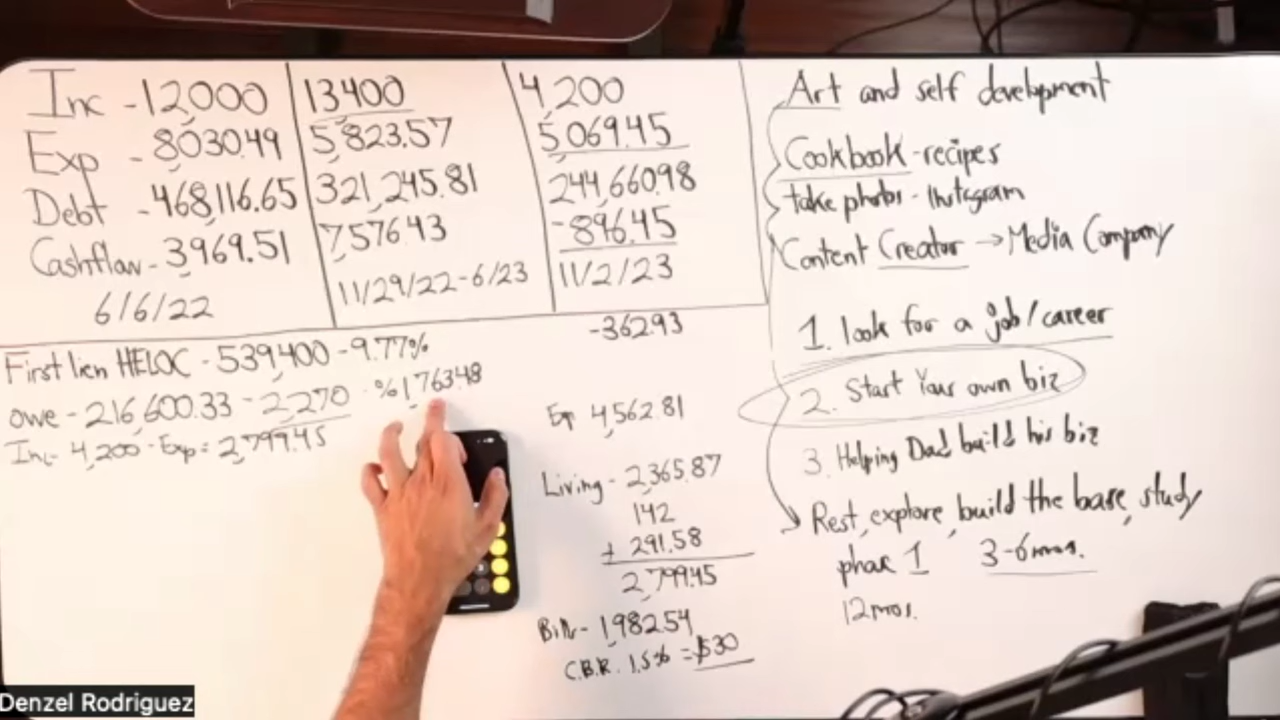 Inc - 12,000
Exp - 8030.49
Debt - 468,116.65
Cashflow - 3969.51
6/6/22
13400
5,823.57
321,245.81
7,576.43
11/29/22-6/23
4,200
5,069.45
244,660.98
-896.45
11/2/23
-362.93
First lien HELOC - 539,400 - 9.77%
owe - 216,600.33 - 2,270 - % 1,763.48
Inc - 4,200 - Exp = 2,799.45
Exp 4,562.81
Living - 2,365.87
142
+ 291.58
2,799.45
Bills - 1,982.54
C.B.R. 1.5% = $30
Art and self development
Cookbook - recipes
take photos - Instagram
Content Creator → Media Company
1. look for a job/career
2. Start Your own biz
3. Helping Dad build his biz
Rest, explore, build the base, study
phase 1 3-6 mos.
12 mos.
Denzel Rodriguez